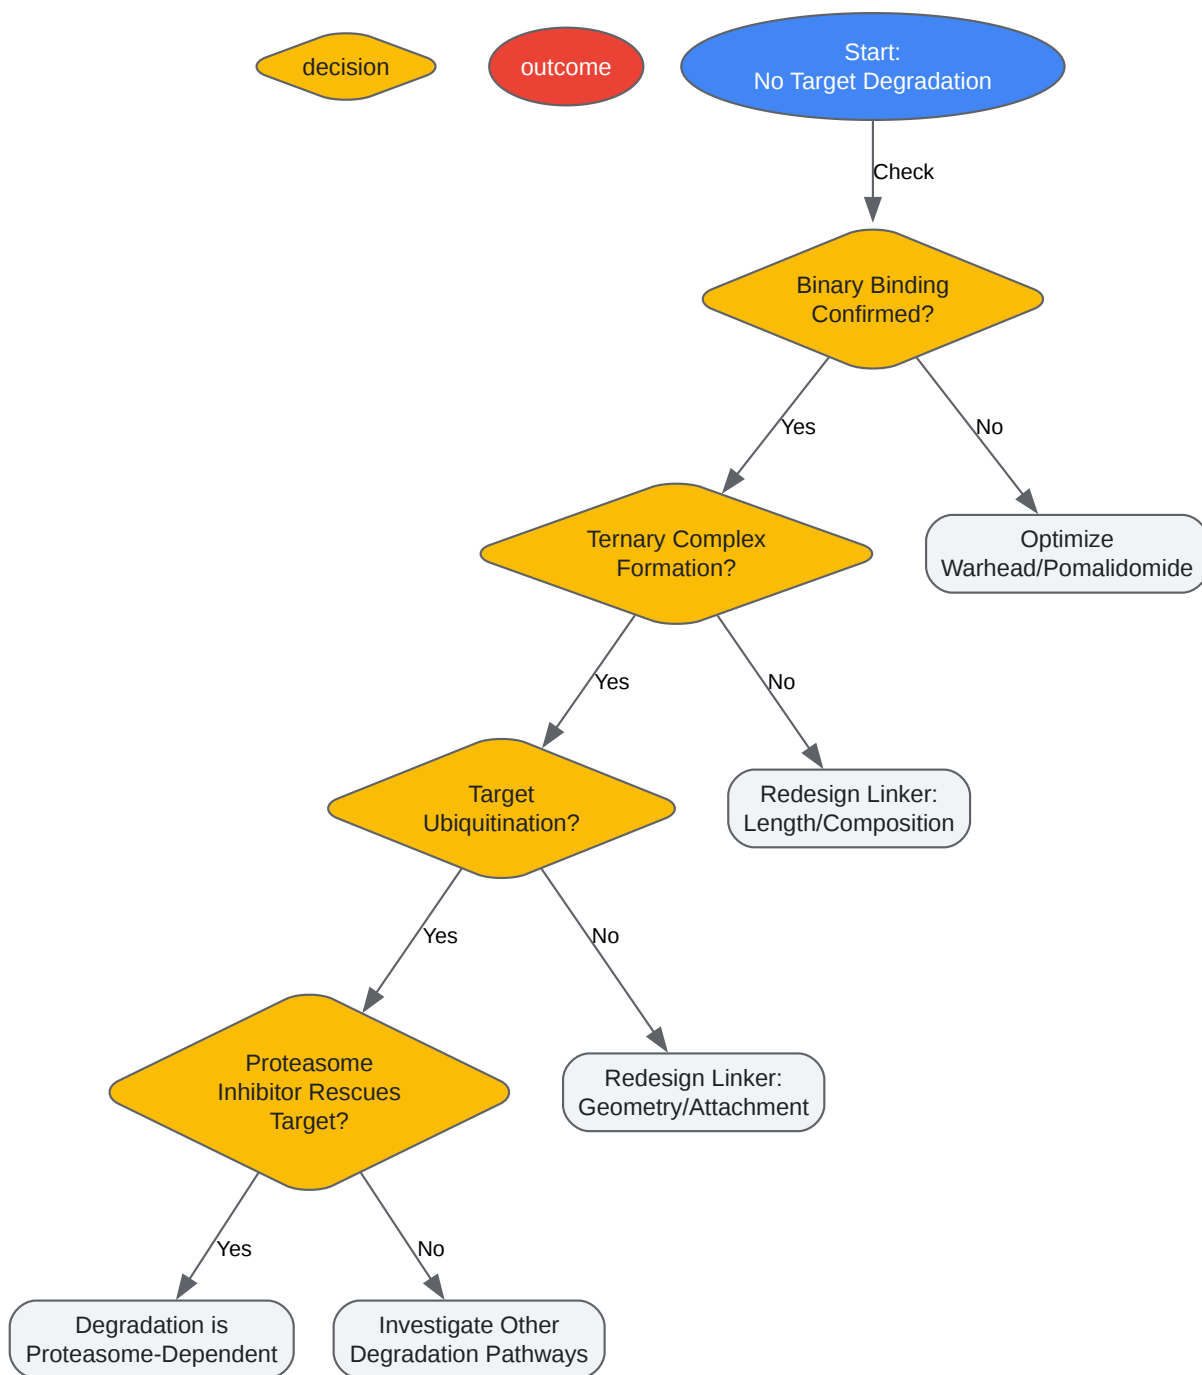 decision
outcome
Start:
No Target Degradation
Check
Binary Binding
Confirmed?
Yes
No
Ternary Complex
Formation?
Optimize
Warhead/Pomalidomide
Yes
No
Target
Ubiquitination?
Redesign Linker:
Length/Composition
Yes
No
Proteasome
Inhibitor Rescues
Target?
Redesign Linker:
Geometry/Attachment
Yes
No
Degradation is
Proteasome-Dependent
Investigate Other
Degradation Pathways